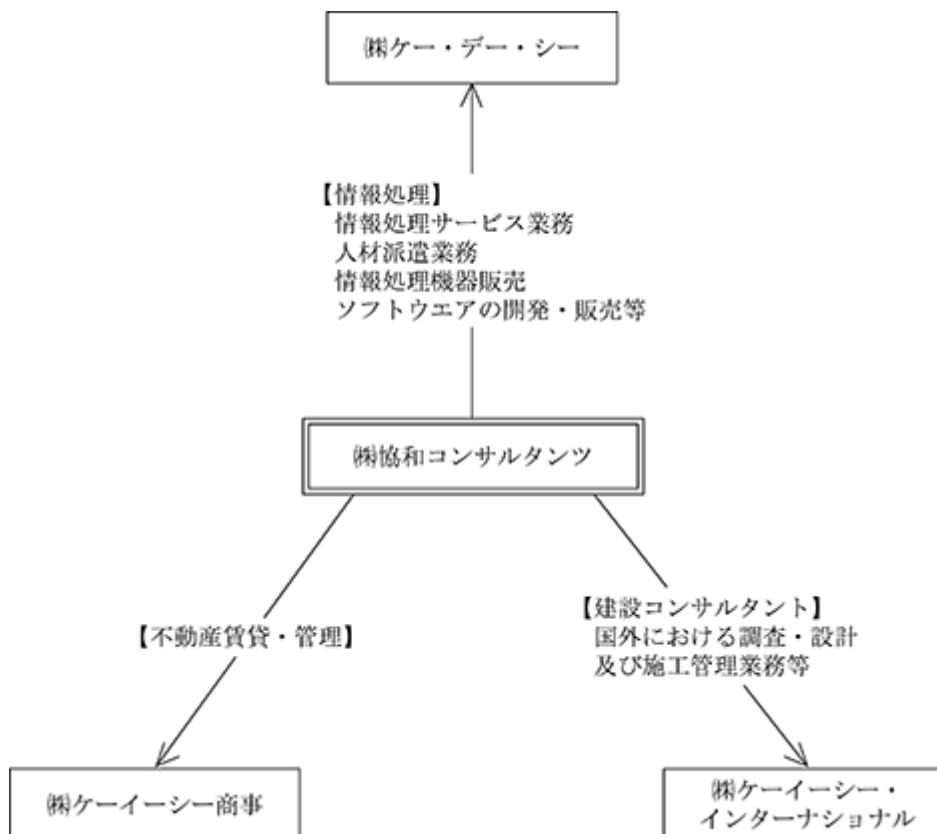 ㈱ケー・デー・シー
【情報処理】
情報処理サービス業務
人材派遣業務
情報処理機器販売
ソフトウエアの開発・販売等
㈱協和コンサルタンツ
【不動産賃貸・管理】
【建設コンサルタント】
国外における調査・設計
及び施工管理業務等
㈱ケーイーシー商事
㈱ケーイーシー・
インターナショナル